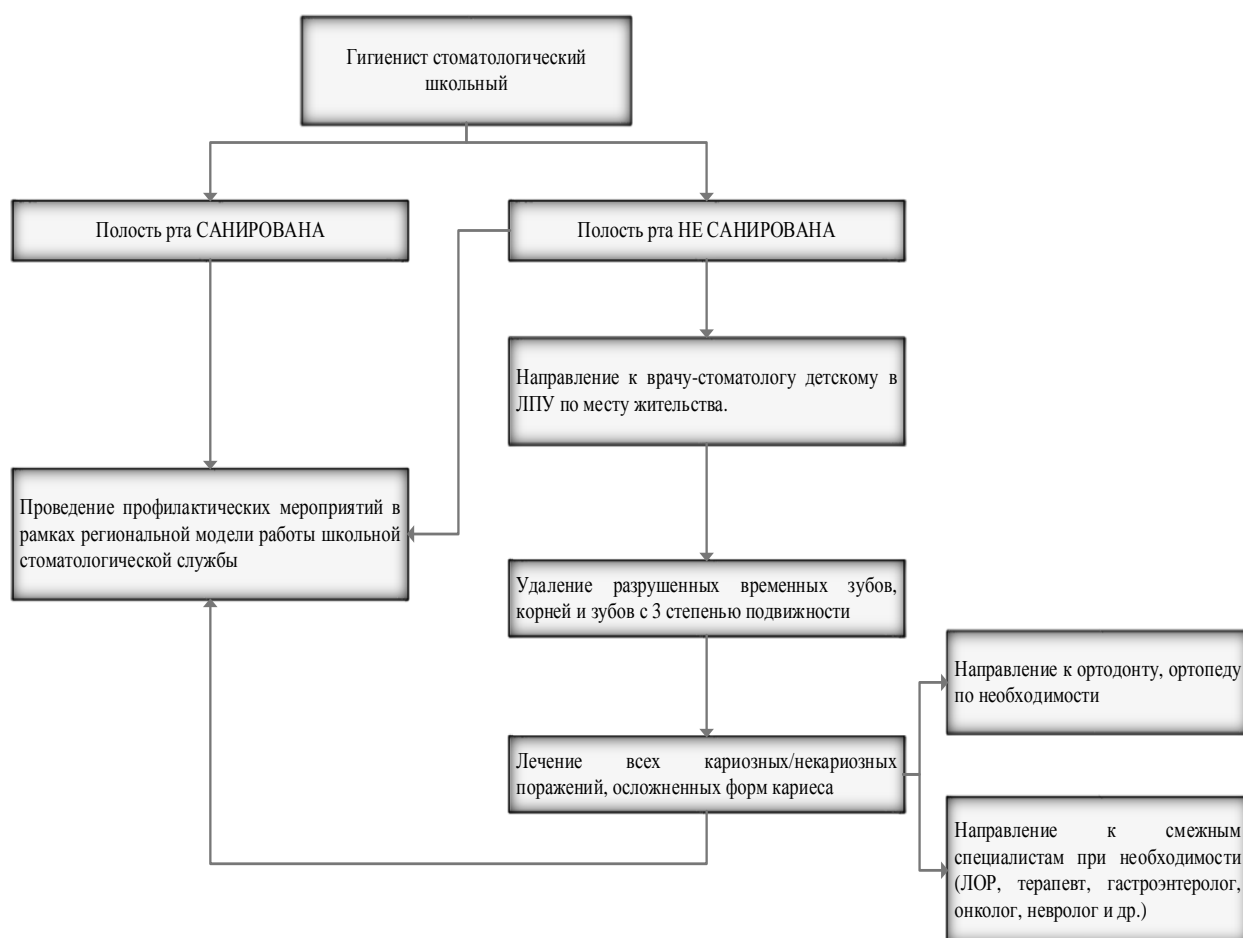 Гигиенист стоматологический
школьный
Полость рта САНИРОВАНА
Полость рта НЕ САНИРОВАНА
Направление к врачу-стоматологу детскому в
ЛПУ по месту жительства.
Проведение профилактических мероприятий в
рамках региональной модели работы школьной
стоматологической службы
Удаление разрушенных временных зубов,
корней и зубов с 3 степенью подвижности
Направление к ортодонту, ортопеду
по необходимости
Лечение всех кариозных/некариозных
поражений, осложненных форм кариеса
Направление к смежным
специалистам при необходимости
(ЛОР, терапевт, гастроэнтеролог,
онколог, невролог и др.)